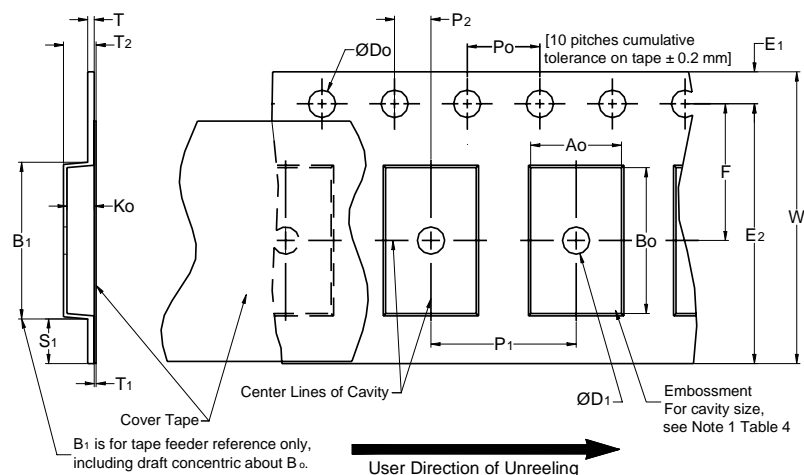 T
T2
P2
ØDo
Po
[10 pitches cumulative
tolerance on tape ± 0.2 mm]
E1
Ao
F
W
Ko
B1
Bo
E2
S1
P1
T1
Center Lines of Cavity
ØD1
Embossment
For cavity size,
see Note 1 Table 4
Cover Tape
B1 is for tape feeder reference only,
including draft concentric about Bo.
User Direction of Unreeling